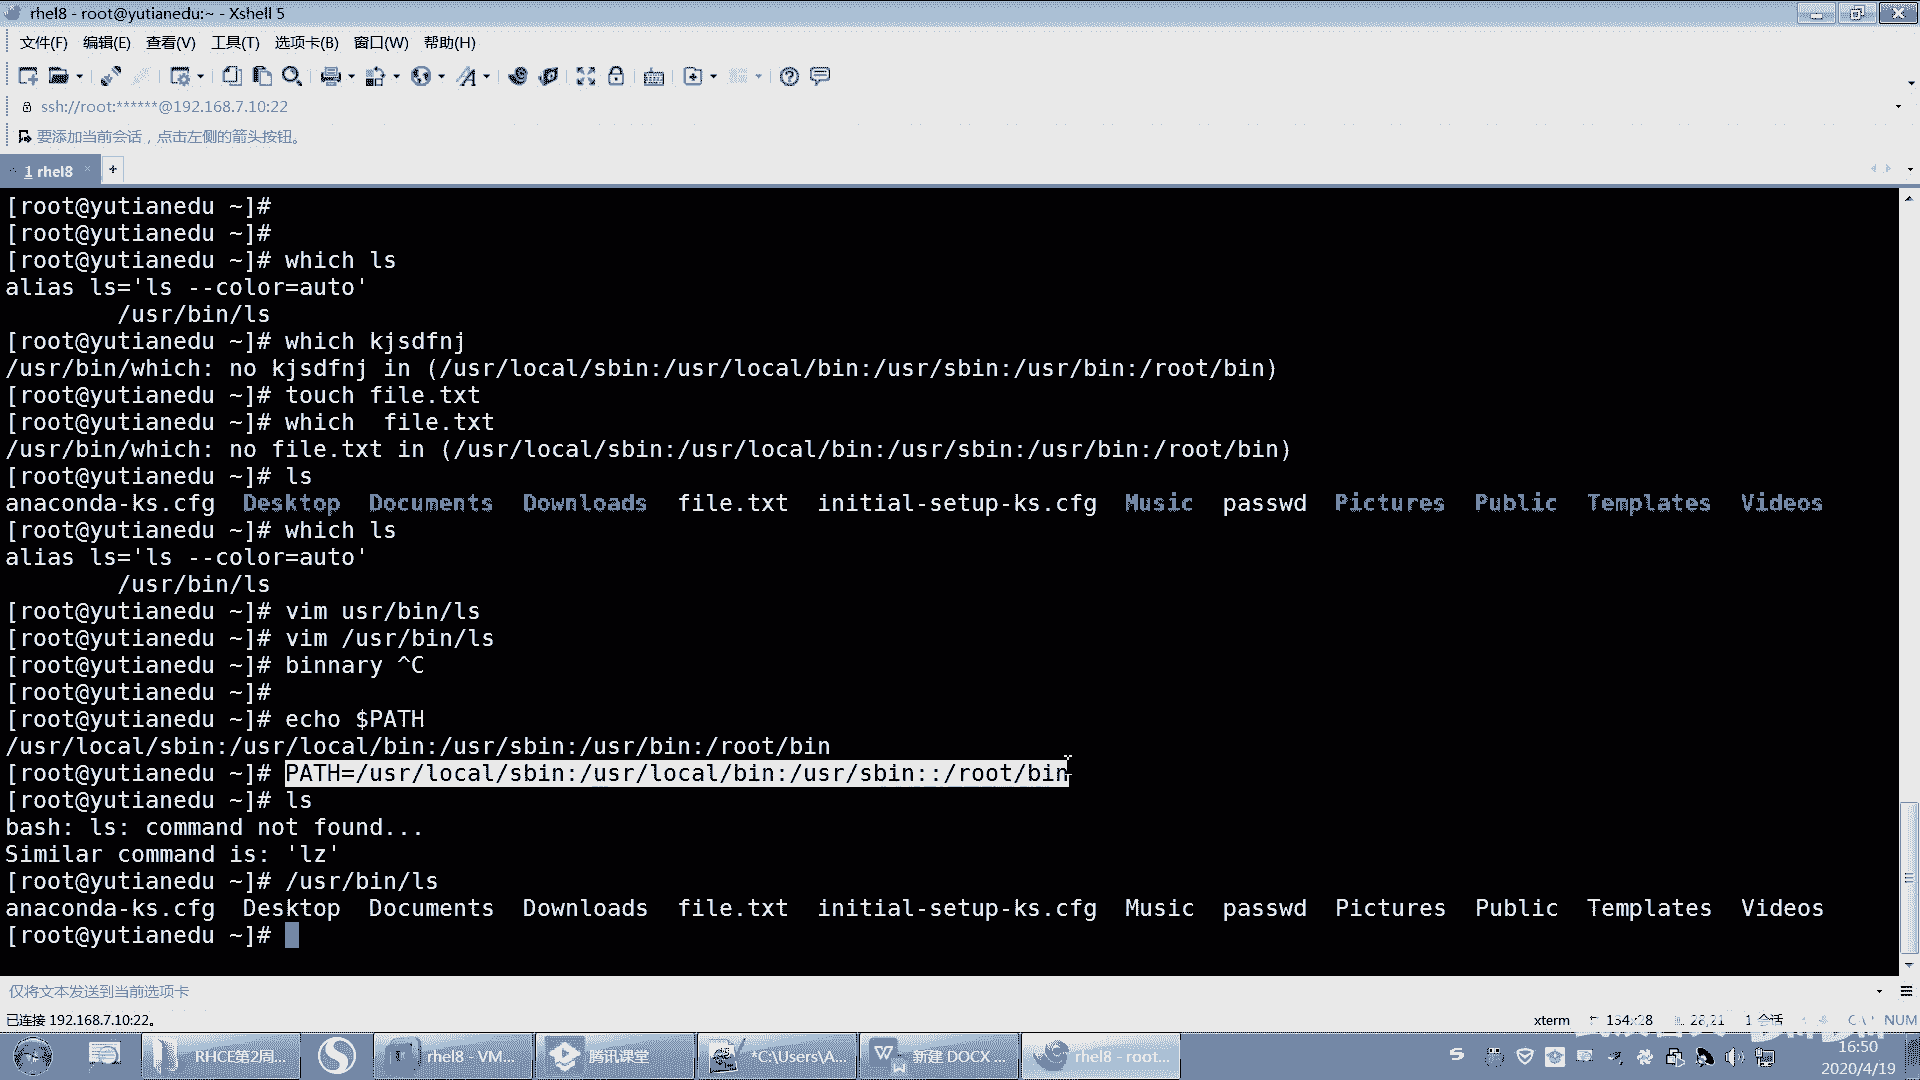 rhel8 - root@yutianedu:~ - Xshell 5
文件(F) 编辑(E) 查看(V) 工具(T) 选项卡(B) 窗口(W) 帮助(H)
ssh://root:******@192.168.7.10:22
要添加当前会话，点击左侧的箭头按钮。
1 rhel8
[root@yutianedu ~]#
[root@yutianedu ~]#
[root@yutianedu ~]# which ls
alias ls='ls --color=auto'
/usr/bin/ls
[root@yutianedu ~]# which kjsdfnj
/usr/bin/which: no kjsdfnj in (/usr/local/sbin:/usr/local/bin:/usr/sbin:/usr/bin:/root/bin)
[root@yutianedu ~]# touch file.txt
[root@yutianedu ~]# which  file.txt
/usr/bin/which: no file.txt in (/usr/local/sbin:/usr/local/bin:/usr/sbin:/usr/bin:/root/bin)
[root@yutianedu ~]# ls
anaconda-ks.cfg  Desktop  Documents  Downloads  file.txt  initial-setup-ks.cfg  Music  passwd  Pictures  Public  Templates  Videos
[root@yutianedu ~]# which ls
alias ls='ls --color=auto'
/usr/bin/ls
[root@yutianedu ~]# vim usr/bin/ls
[root@yutianedu ~]# vim /usr/bin/ls
[root@yutianedu ~]# binnary ^C
[root@yutianedu ~]#
[root@yutianedu ~]# echo $PATH
/usr/local/sbin:/usr/local/bin:/usr/sbin:/usr/bin:/root/bin
[root@yutianedu ~]# PATH=/usr/local/sbin:/usr/local/bin:/usr/sbin::/root/bin
[root@yutianedu ~]# ls
bash: ls: command not found...
Similar command is: 'lz'
[root@yutianedu ~]# /usr/bin/ls
anaconda-ks.cfg  Desktop  Documents  Downloads  file.txt  initial-setup-ks.cfg  Music  passwd  Pictures  Public  Templates  Videos
[root@yutianedu ~]#
仅将文本发送到当前选项卡
已连接 192.168.7.10:22。 xterm 134x28 28,21 1 会话 NUM
RHCE第2周... rhel8 - VM... 腾讯课堂 *C:\Users\A... 新建 DOCX ... rhel8 - root...
16:50
2020/4/19